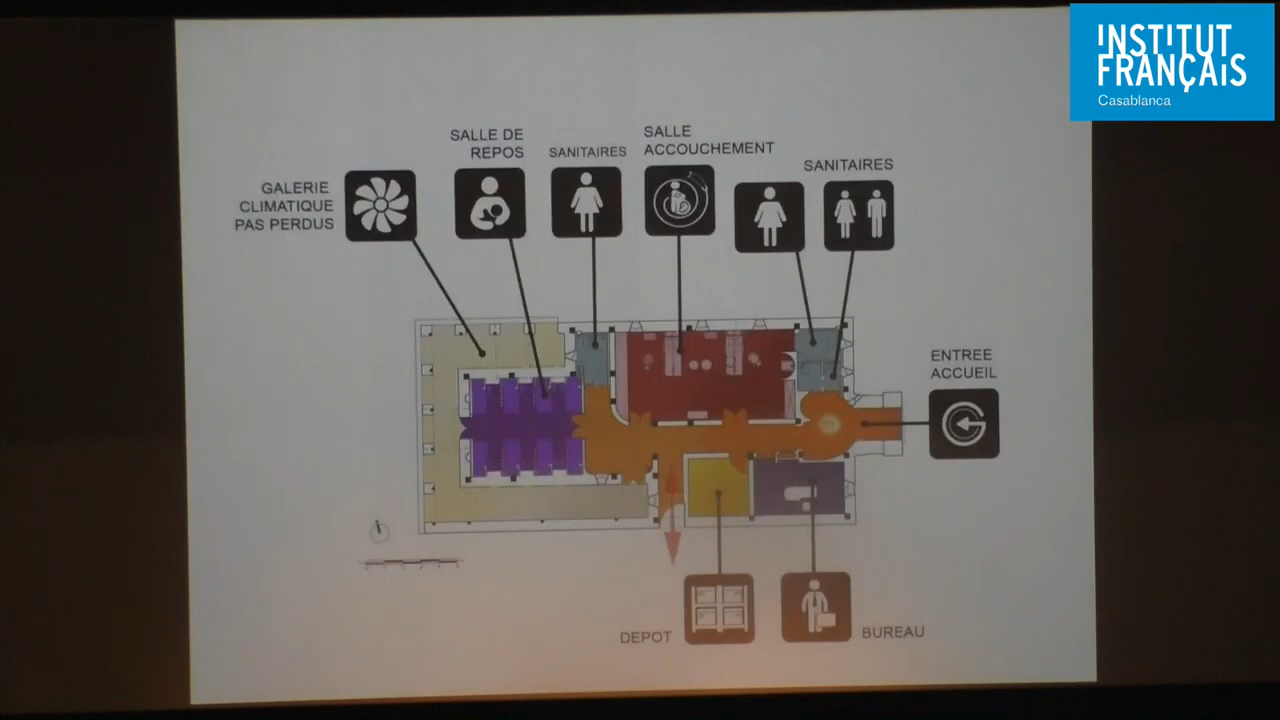 INSTITUT
FRANÇAIS
Casablanca
SALLE DE
REPOS
SANITAIRES
SALLE
ACCOUCHEMENT
SANITAIRES
GALERIE
CLIMATIQUE
PAS PERDUS
ENTREE
ACCUEIL
DEPOT
BUREAU